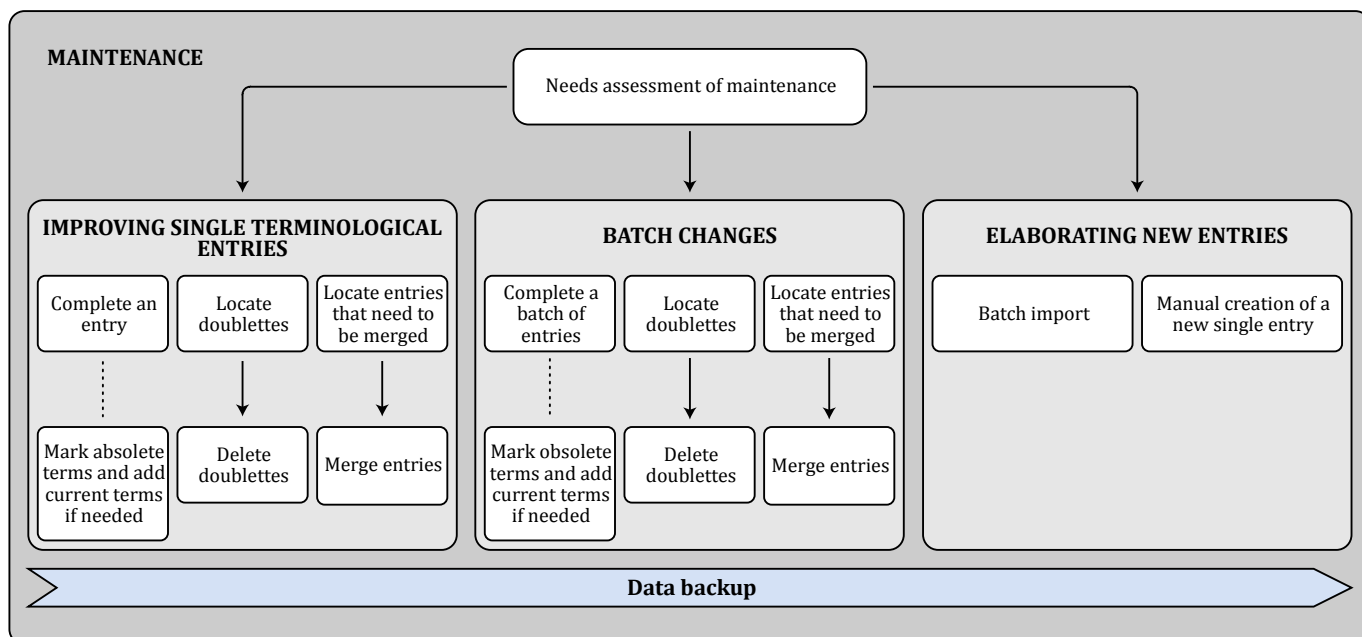 MAINTENANCE
Needs assessment of maintenance
IMPROVING SINGLE TERMINOLOGICAL
ENTRIES
Complete an
entry
Locate
doublettes
Locate entries
that need to
be merged
Mark absolete
terms and add
current terms
if needed
Delete
doublettes
Merge entries
BATCH CHANGES
Complete a
batch of
entries
Locate
doublettes
Locate entries
that need to
be merged
Mark obsolete
terms and add
current terms
if needed
Delete
doublettes
Merge entries
ELABORATING NEW ENTRIES
Batch import
Manual creation of a
new single entry
Data backup